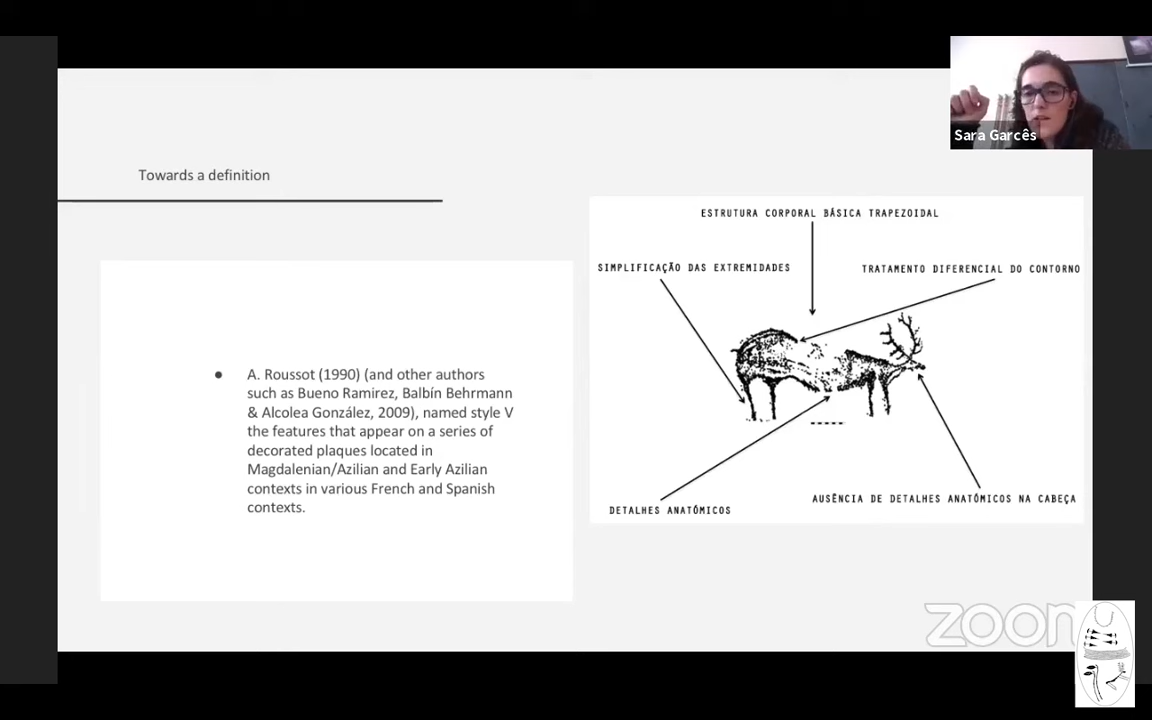 Sara Garcês
Towards a definition
● A. Roussot (1990) (and other authors
such as Bueno Ramirez, Balbín Behrmann
& Alcolea González, 2009), named style V
the features that appear on a series of
decorated plaques located in
Magdalenian/Azilian and Early Azilian
contexts in various French and Spanish
contexts.
ESTRUTURA CORPORAL BÁSICA TRAPEZOIDAL
SIMPLIFICAÇÃO DAS EXTREMIDADES
TRATAMENTO DIFERENCIAL DO CONTORNO
AUSÊNCIA DE DETALHES ANATÓMICOS NA CABEÇA
DETALHES ANATÓMICOS
zoom